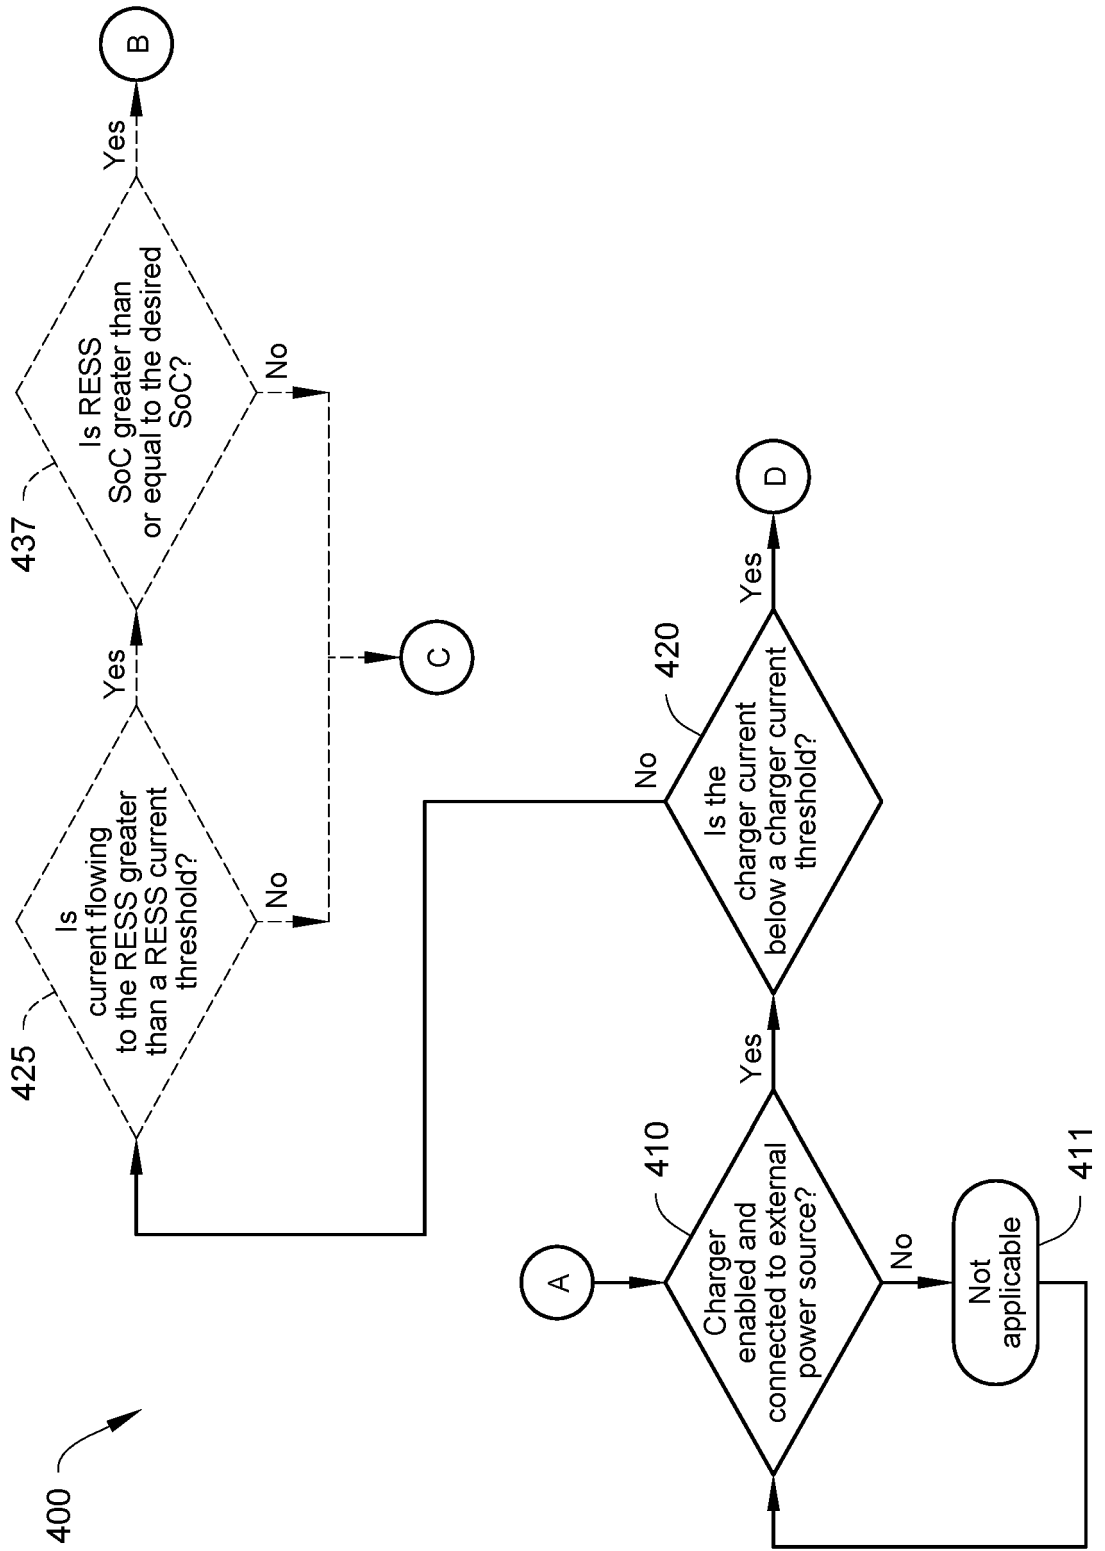 400
A
Charger
enabled and
connected to external
power source?
410
No
Not
applicable
411
Yes
Is the
charger current
below a charger current
threshold?
420
Yes
D
No
Is
current flowing
to the RESS greater
than a RESS current
threshold?
425
No
Yes
Is RESS
SoC greater than
or equal to the desired
SoC?
437
No
C
Yes
B